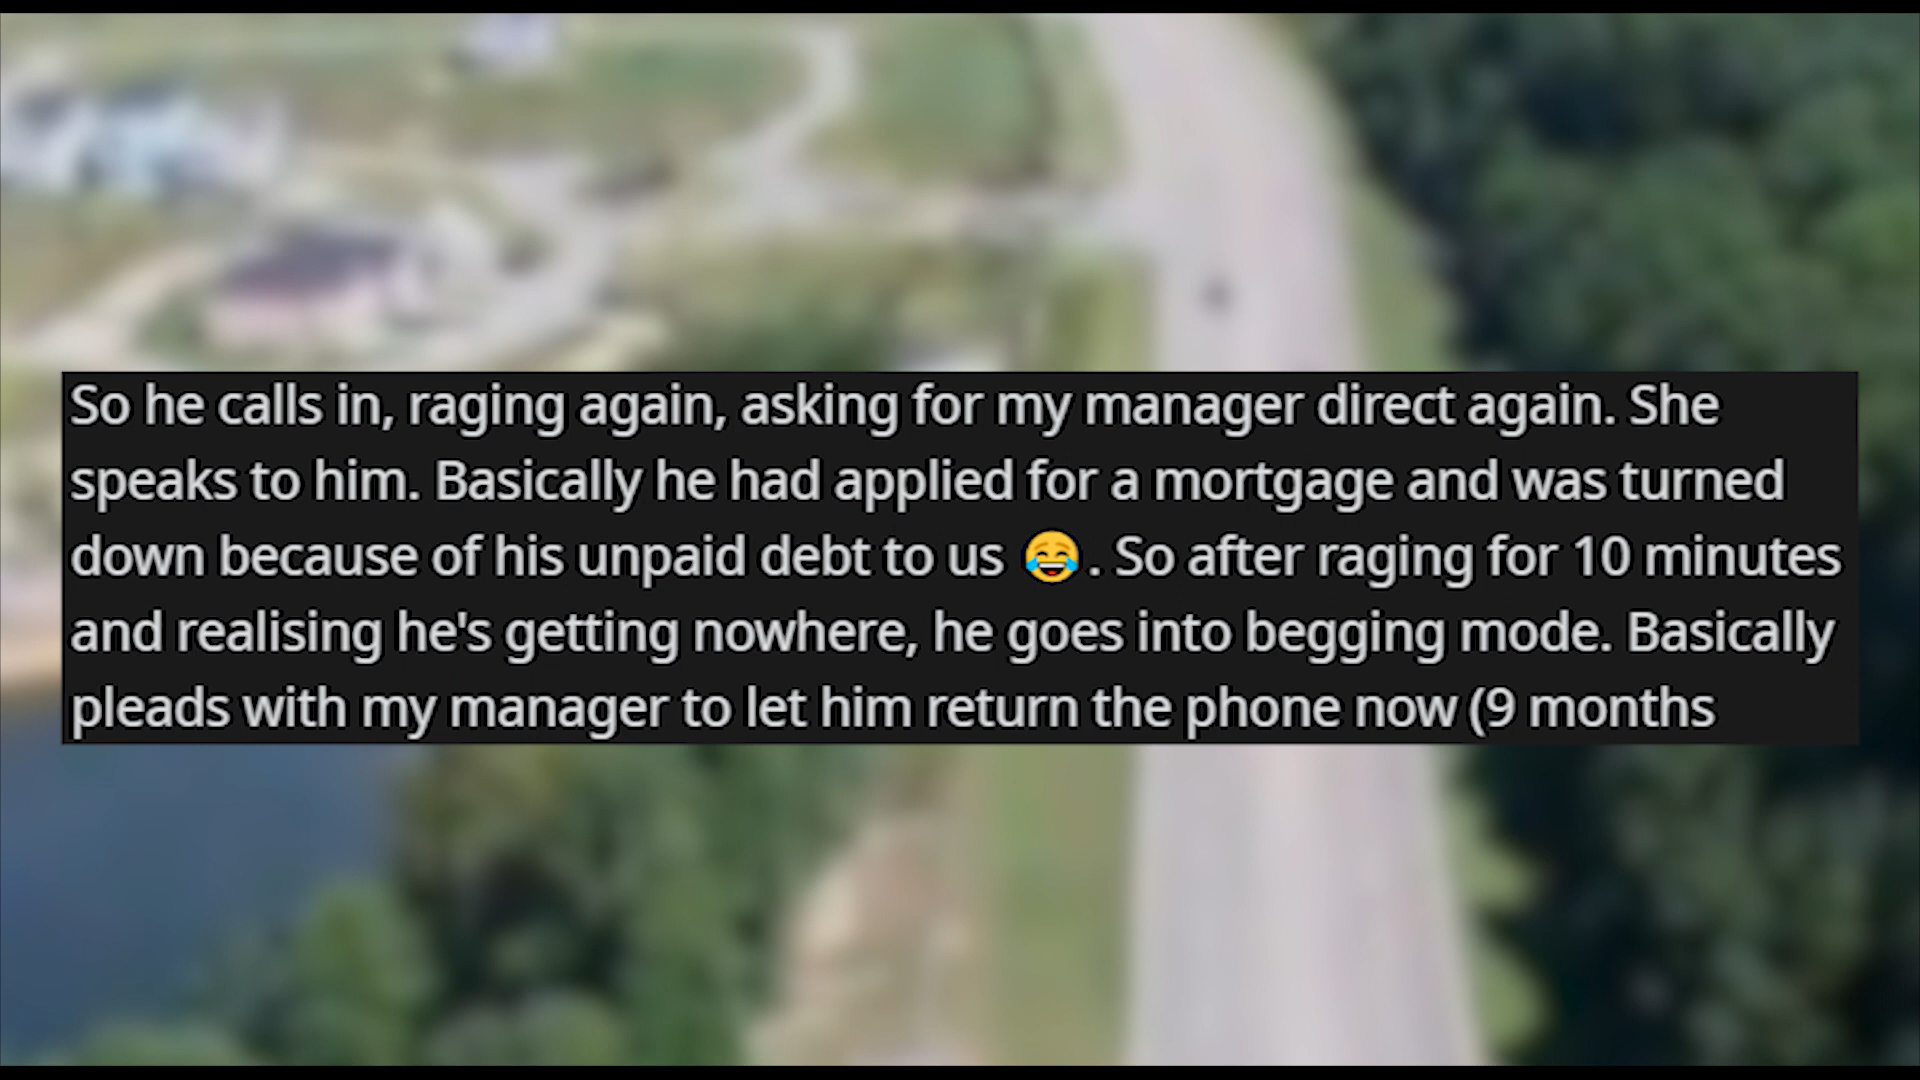 So he calls in, raging again, asking for my manager direct again. She
speaks to him. Basically he had applied for a mortgage and was turned
down because of his unpaid debt to us 😂. So after raging for 10 minutes
and realising he's getting nowhere, he goes into begging mode. Basically
pleads with my manager to let him return the phone now (9 months